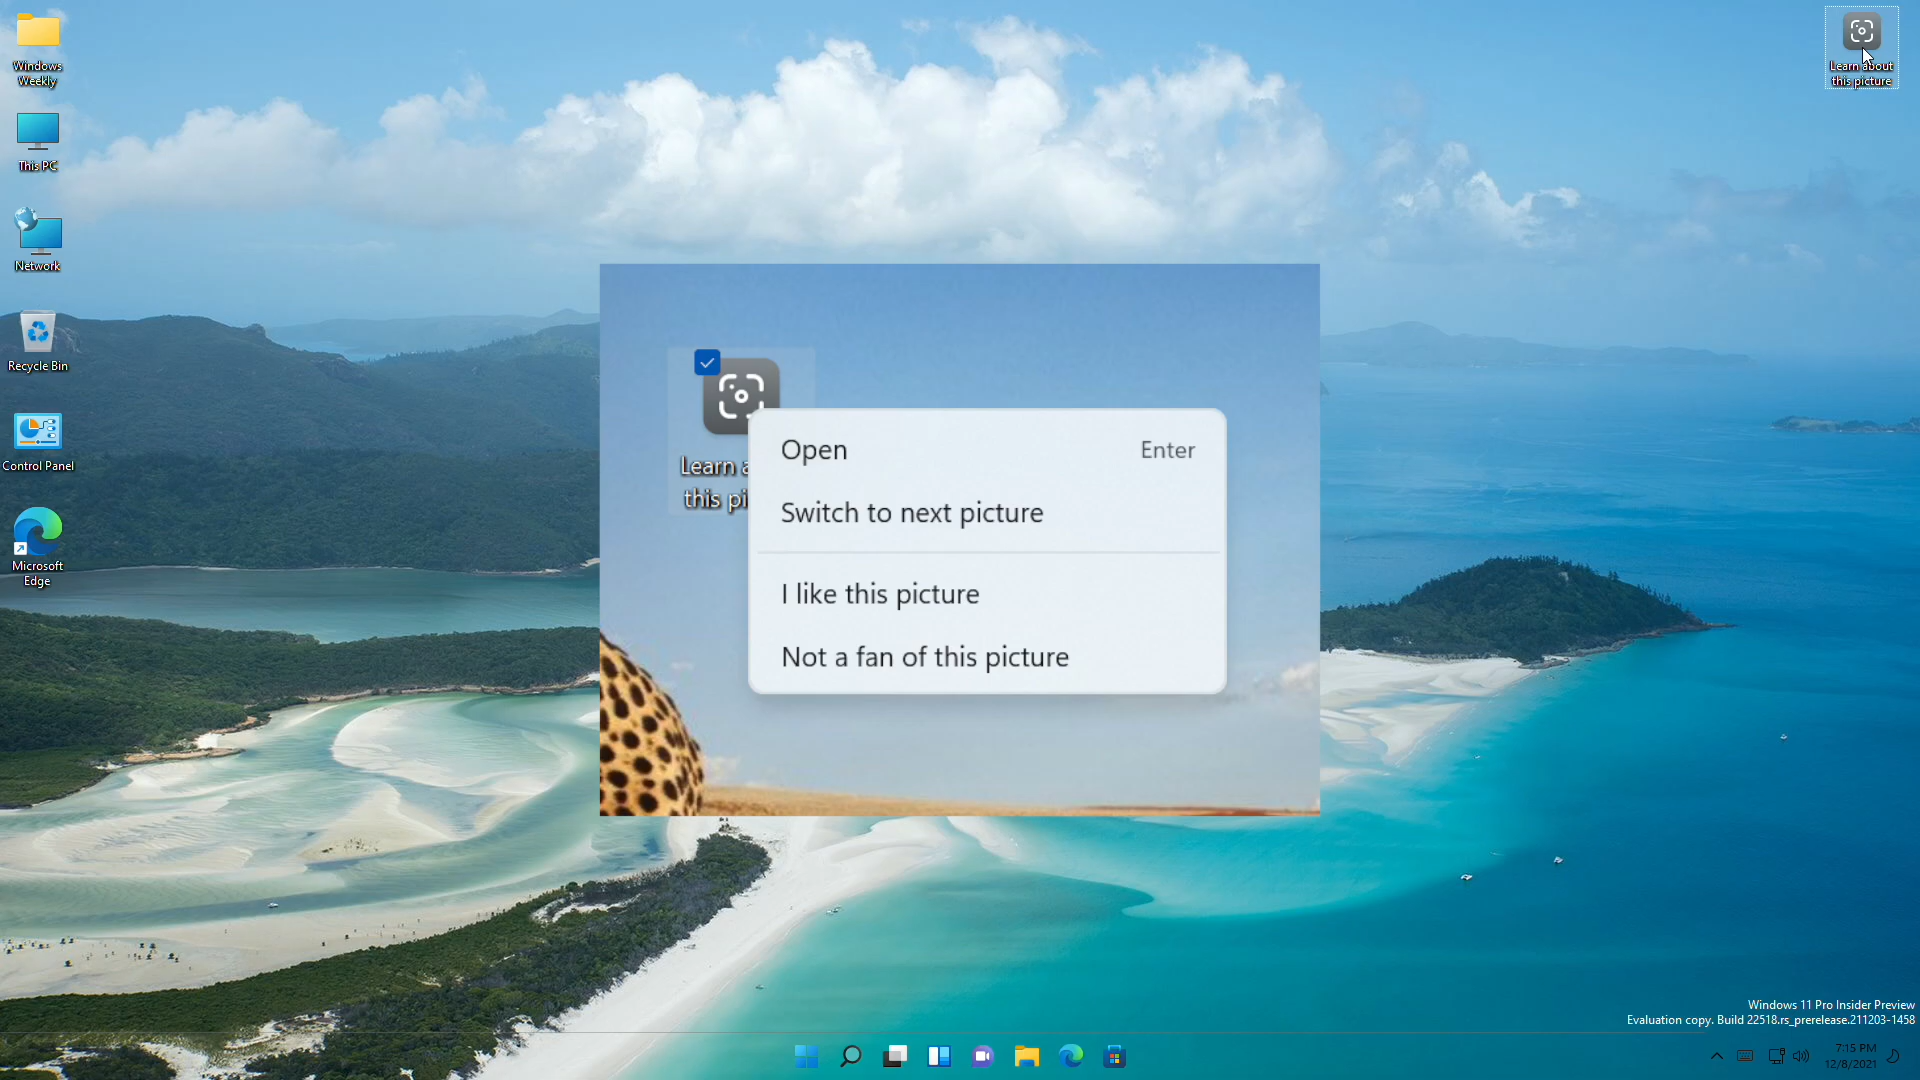 Windows
Weekly
This PC
Network
Recycle Bin
Control Panel
Microsoft
Edge
Learn about
this picture
Learn a
this pi
Open Enter
Switch to next picture
I like this picture
Not a fan of this picture
Windows 11 Pro Insider Preview
Evaluation copy. Build 22518.rs_prerelease.211203-1458
7:15 PM
12/8/2021